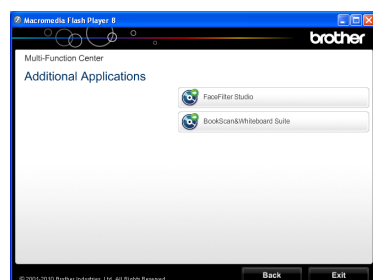 Macromedia Flash Player 8
brother
Multi-Function Center
Additional Applications
FaceFilter Studio
BookScan&Whiteboard Suite
© 2001-2010 Brother Industries, Ltd. All Rights Reserved.
Back
Exit